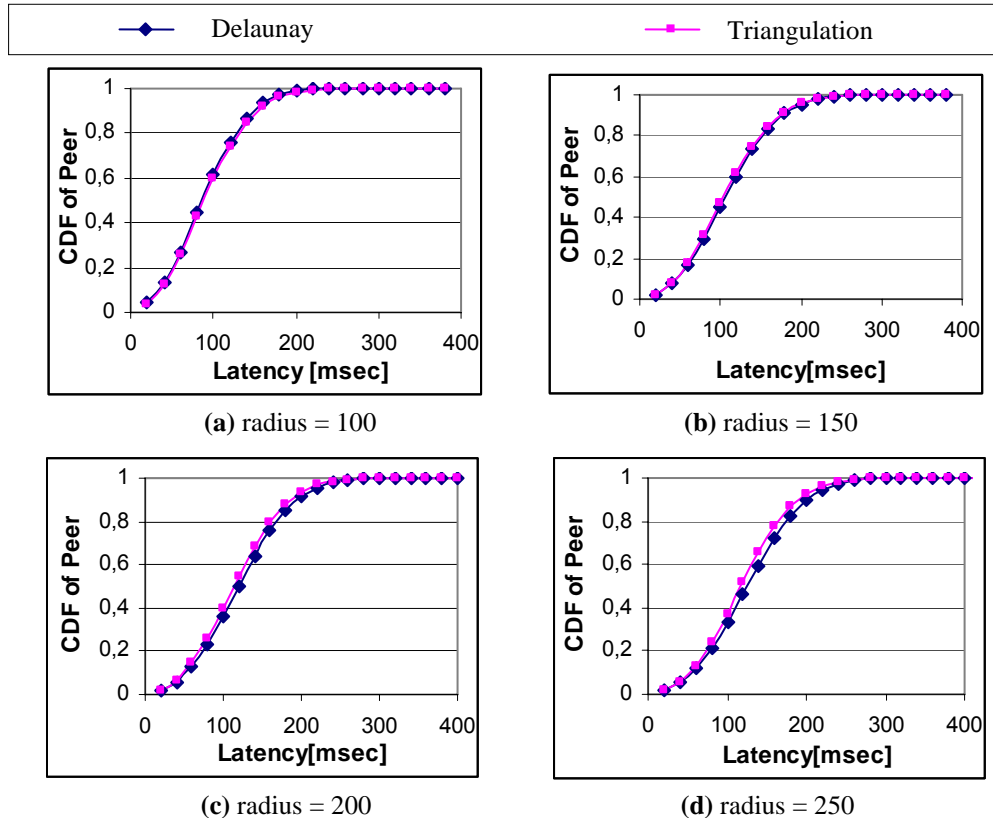 Delaunay Triangulation
CDF of Peer
1
0,8
0,6
0,4
0,2
0
0 100 200 300 400
Latency [msec]
(a) radius = 100
CDF of Peer
1
0,8
0,6
0,4
0,2
0
0 100 200 300 400
Latency[msec]
(b) radius = 150
CDF of Peer
1
0,8
0,6
0,4
0,2
0
0 100 200 300 400
Latency[msec]
(c) radius = 200
CDF of Peer
1
0,8
0,6
0,4
0,2
0
0 100 200 300 400
Latency[msec]
(d) radius = 250